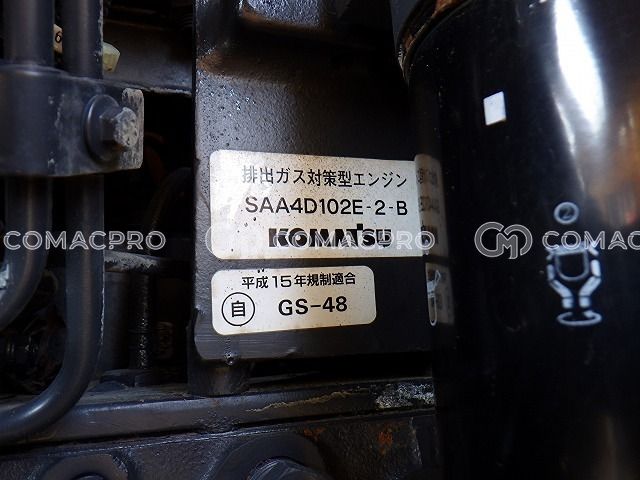 排出ガス対策型エンジン
SAA4D102E-2-B
KOMATSU
COMACPRO
COMACPRO
平成15年規制適合
自 GS-48